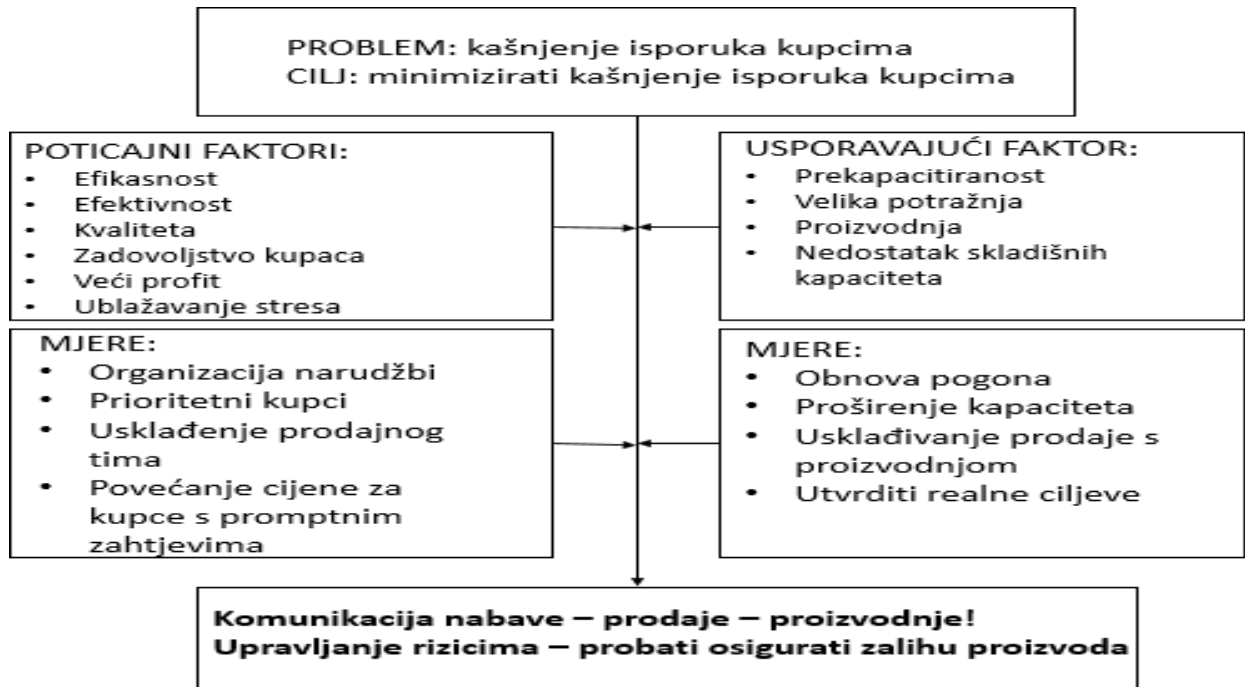 PROBLEM: kašnjenje isporuka kupcima
CILJ: minimizirati kašnjenje isporuka kupcima
POTICAJNI FAKTORI:
• Efikasnost
• Efektivnost
• Kvaliteta
• Zadovoljstvo kupaca
• Veći profit
• Ublažavanje stresa
USPORAVAJUĆI FAKTOR:
• Prekapacitiranost
• Velika potražnja
• Proizvodnja
• Nedostatak skladišnih
kapaciteta
MJERE:
• Organizacija narudžbi
• Prioritetni kupci
• Usklađenje prodajnog
tima
• Povećanje cijene za
kupce s promptnim
zahtjevima
MJERE:
• Obnova pogona
• Proširenje kapaciteta
• Usklađivanje prodaje s
proizvodnjom
• Utvrditi realne ciljeve
Komunikacija nabave – prodaje – proizvodnje!
Upravljanje rizicima – probati osigurati zalihu proizvoda